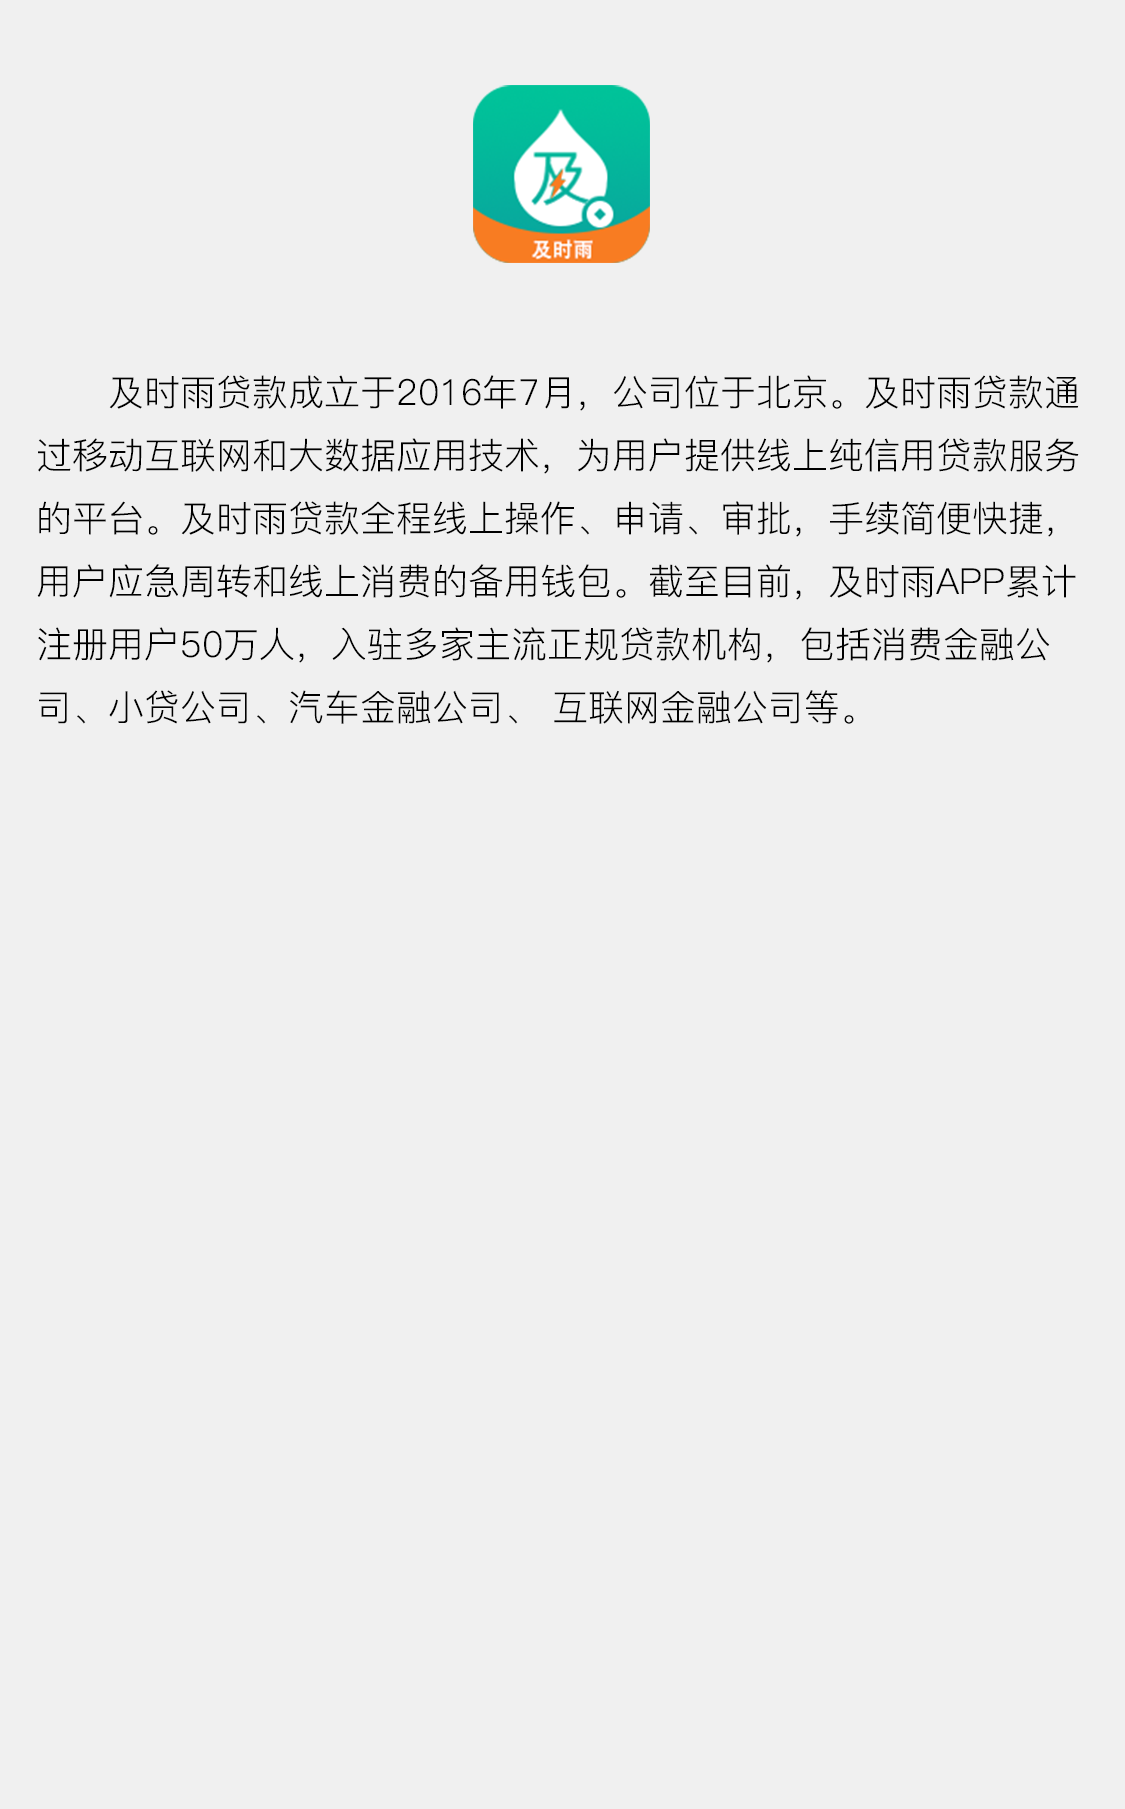 及
及时雨
及时雨贷款成立于2016年7月，公司位于北京。及时雨贷款通
过移动互联网和大数据应用技术，为用户提供线上纯信用贷款服务
的平台。及时雨贷款全程线上操作、申请、审批，手续简便快捷，
用户应急周转和线上消费的备用钱包。截至目前，及时雨APP累计
注册用户50万人，入驻多家主流正规贷款机构，包括消费金融公
司、小贷公司、汽车金融公司、 互联网金融公司等。